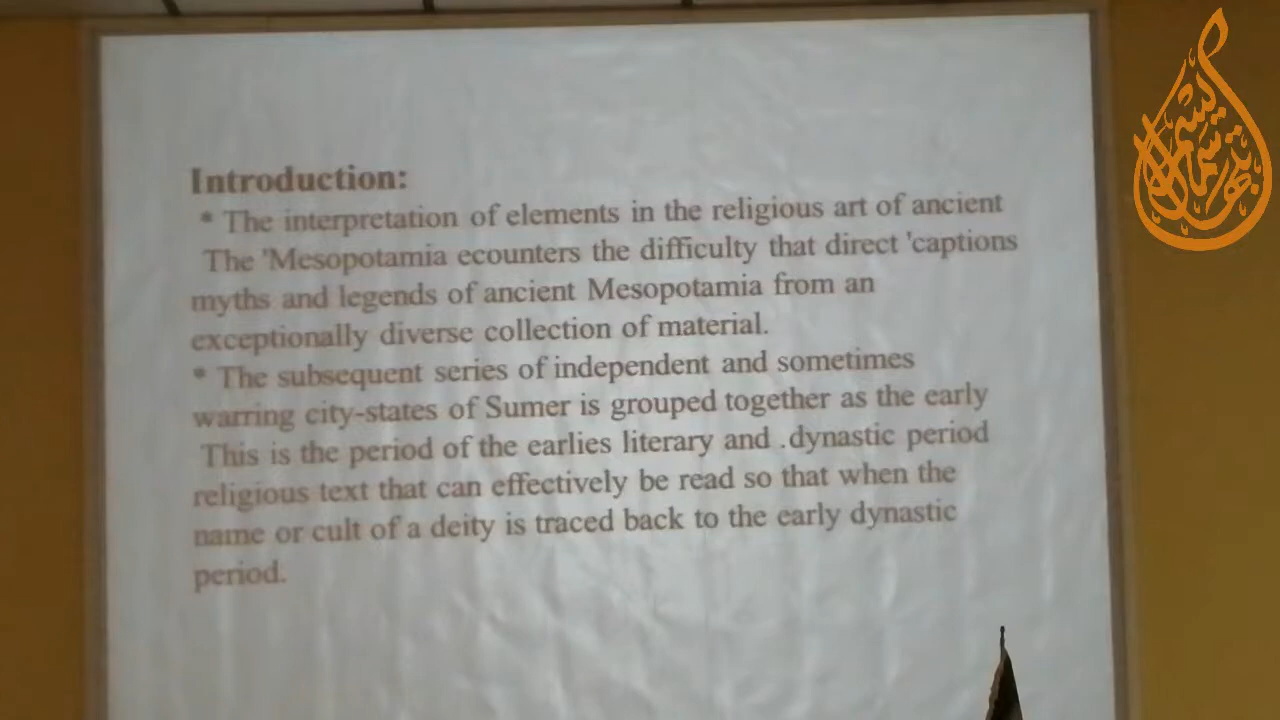 Introduction:
* The interpretation of elements in the religious art of ancient
The 'Mesopotamia ecounters the difficulty that direct 'captions
myths and legends of ancient Mesopotamia from an
exceptionally diverse collection of material.
* The subsequent series of independent and sometimes
warring city-states of Sumer is grouped together as the early
This is the period of the earlies literary and .dynastic period
religious text that can effectively be read so that when the
name or cult of a deity is traced back to the early dynastic
period.